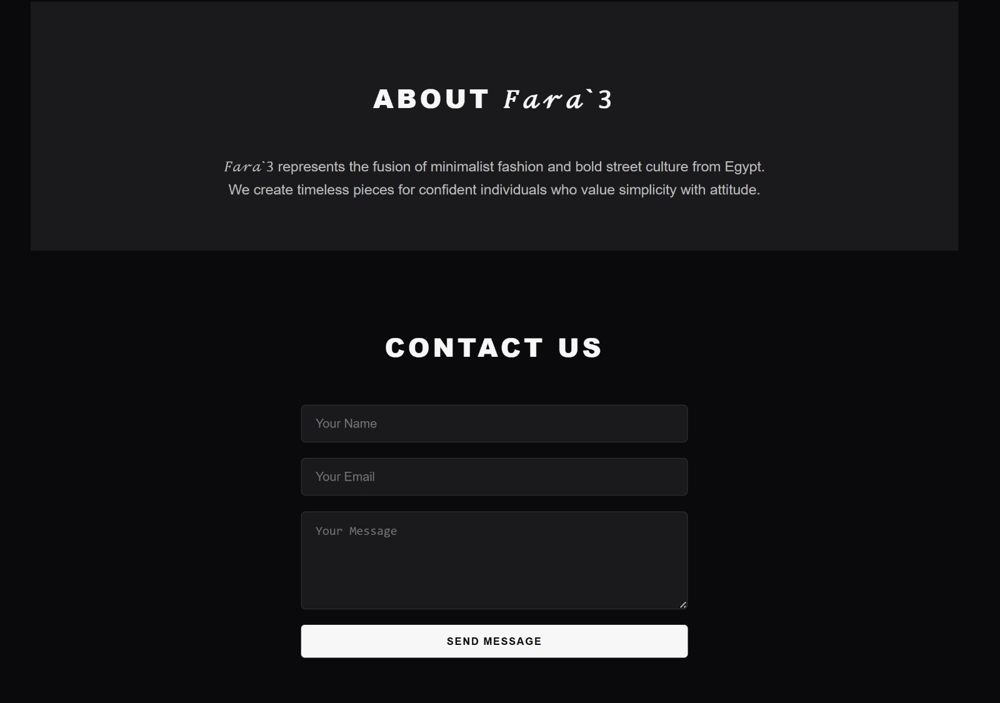 ABOUT Fara`3
Fara`3 represents the fusion of minimalist fashion and bold street culture from Egypt.
We create timeless pieces for confident individuals who value simplicity with attitude.
CONTACT US
Your Name
Your Email
Your Message
SEND MESSAGE